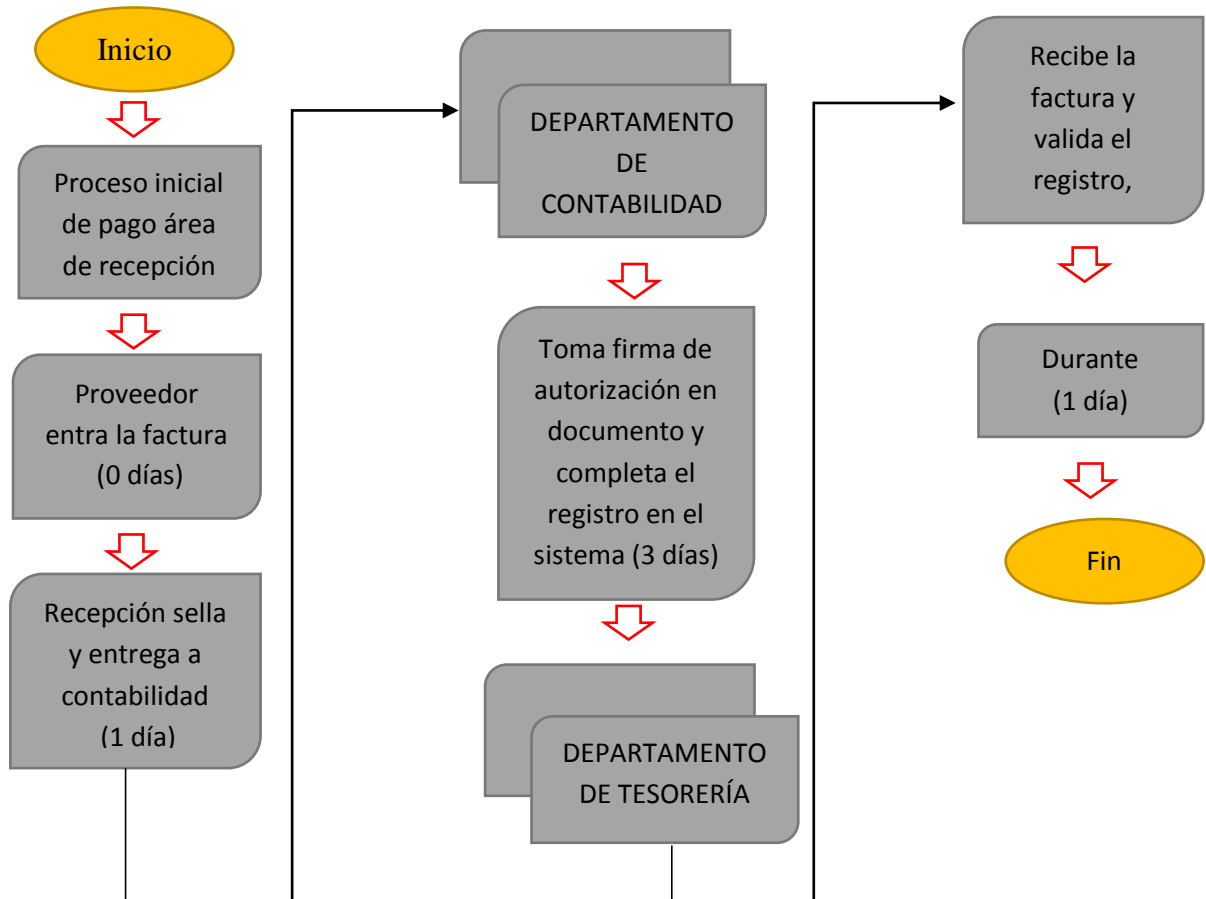 Inicio
Proceso inicial
de pago área
de recepción
Proveedor
entra la factura
(0 días)
Recepción sella
y entrega a
contabilidad
(1 día)
DEPARTAMENTO
DE
CONTABILIDAD
Toma firma de
autorización en
documento y
completa el
registro en el
sistema (3 días)
DEPARTAMENTO
DE TESORERÍA
Recibe la
factura y
valida el
registro,
Durante
(1 día)
Fin